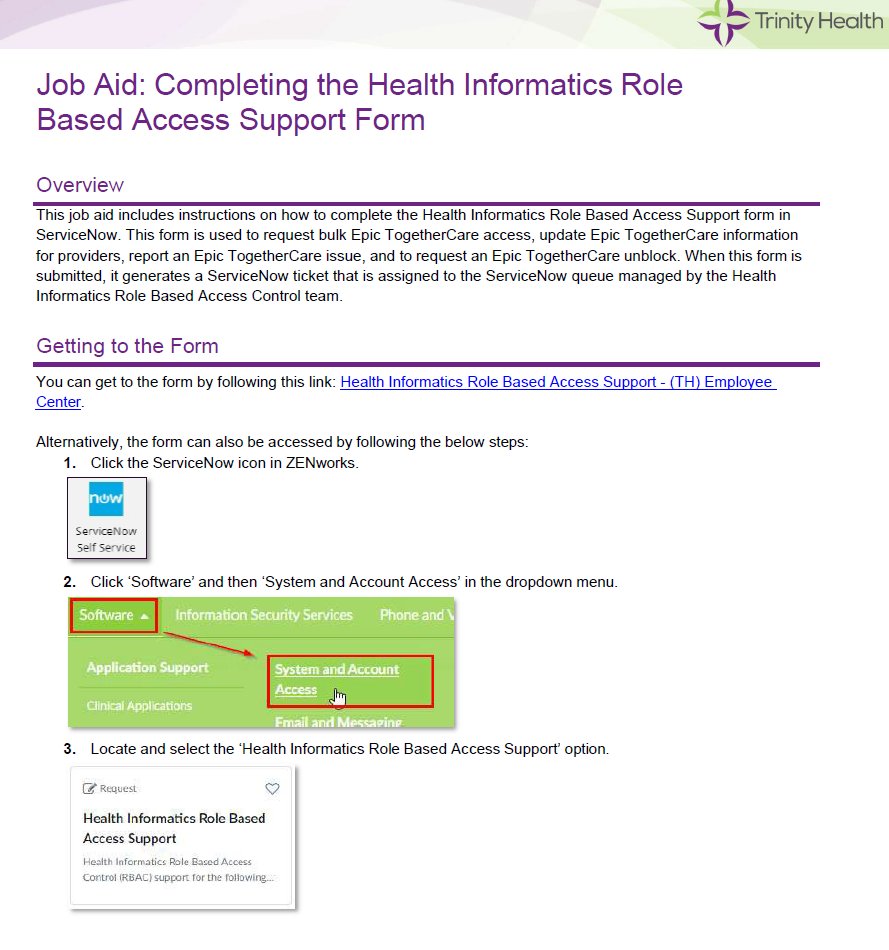 Trinity Health
Job Aid: Completing the Health Informatics Role
Based Access Support Form
Overview
This job aid includes instructions on how to complete the Health Informatics Role Based Access Support form in
ServiceNow. This form is used to request bulk Epic TogetherCare access, update Epic TogetherCare information
for providers, report an Epic TogetherCare issue, and to request an Epic TogetherCare unblock. When this form is
submitted, it generates a ServiceNow ticket that is assigned to the ServiceNow queue managed by the Health
Informatics Role Based Access Control team.
Getting to the Form
You can get to the form by following this link: Health Informatics Role Based Access Support - (TH) Employee
Center.
Alternatively, the form can also be accessed by following the below steps:
1. Click the ServiceNow icon in ZENworks.
now
ServiceNow
Self Service
2. Click ‘Software’ and then ‘System and Account Access’ in the dropdown menu.
Software Information Security Services Phone and V
Application Support
System and Account
Access
Clinical Applications
Email and Messaging
3. Locate and select the ‘Health Informatics Role Based Access Support’ option.
Request
Health Informatics Role Based
Access Support
Health Informatics Role Based Access
Control (RBAC) support for the following...